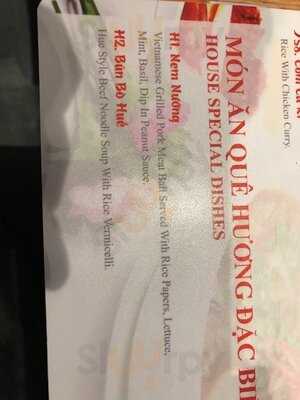 Rice With Chicken Curry.
MÓN ĂN QUÊ HƯƠNG ĐẶC
HOUSE SPECIAL DISHES
H1. Nem Nướng
Vietnamese Grilled Pork Meat Ball Served With Rice Papers, Lettuce,
Mint, Basil, Dip In Peanut Sauce.
H2. Bún Bò Huế
Hue Style Beef Noodle Soup With Rice Vermicelli.